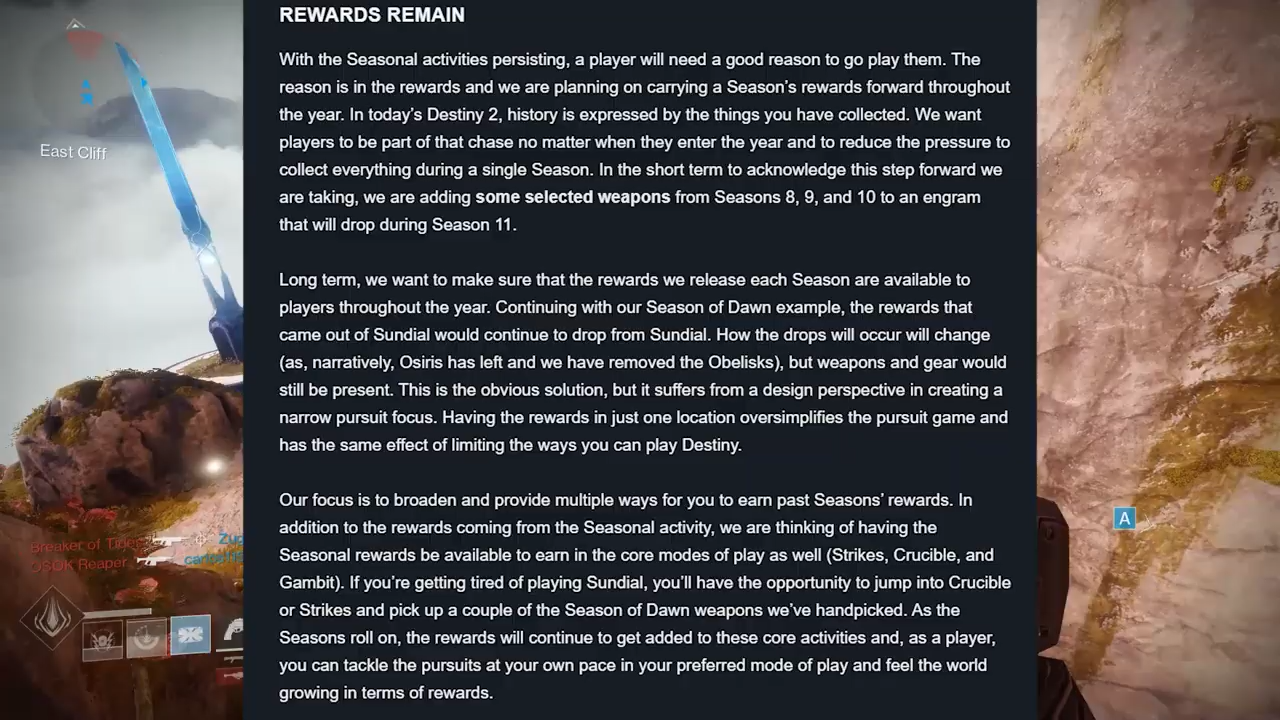 REWARDS REMAIN
With the Seasonal activities persisting, a player will need a good reason to go play them. The
reason is in the rewards and we are planning on carrying a Season's rewards forward throughout
the year. In today's Destiny 2, history is expressed by the things you have collected. We want
players to be part of that chase no matter when they enter the year and to reduce the pressure to
collect everything during a single Season. In the short term to acknowledge this step forward we
are taking, we are adding some selected weapons from Seasons 8, 9, and 10 to an engram
that will drop during Season 11.
Long term, we want to make sure that the rewards we release each Season are available to
players throughout the year. Continuing with our Season of Dawn example, the rewards that
came out of Sundial would continue to drop from Sundial. How the drops will occur will change
(as, narratively, Osiris has left and we have removed the Obelisks), but weapons and gear would
still be present. This is the obvious solution, but it suffers from a design perspective in creating a
narrow pursuit focus. Having the rewards in just one location oversimplifies the pursuit game and
has the same effect of limiting the ways you can play Destiny.
Our focus is to broaden and provide multiple ways for you to earn past Seasons' rewards. In
addition to the rewards coming from the Seasonal activity, we are thinking of having the
Seasonal rewards be available to earn in the core modes of play as well (Strikes, Crucible, and
Gambit). If you're getting tired of playing Sundial, you'll have the opportunity to jump into Crucible
or Strikes and pick up a couple of the Season of Dawn weapons we've handpicked. As the
Seasons roll on, the rewards will continue to get added to these core activities and, as a player,
you can tackle the pursuits at your own pace in your preferred mode of play and feel the world
growing in terms of rewards.
East Cliff
Breaker of
OSOK Reaper
A